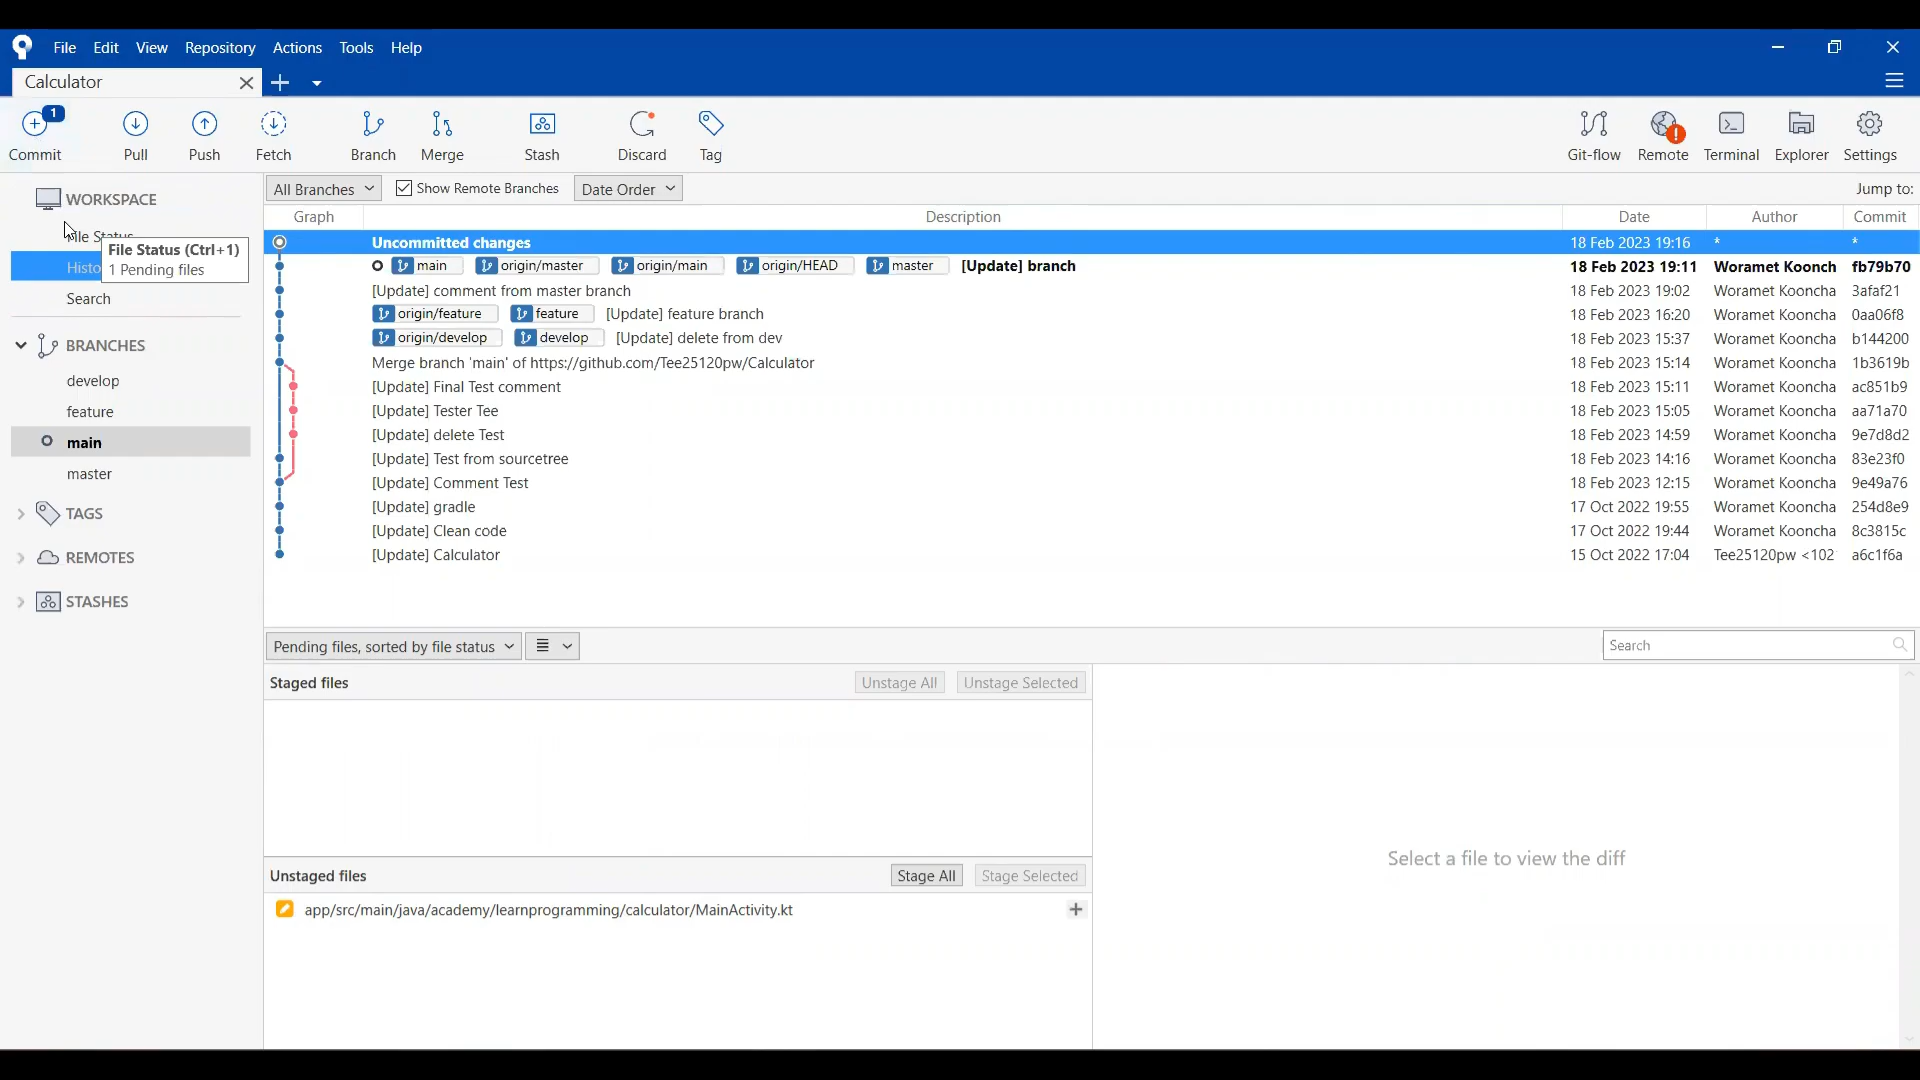 File Edit View Repository Actions Tools Help
Calculator
1
Commit Pull Push Fetch Branch Merge Stash Discard Tag Git-flow Remote Terminal Explorer Settings
WORKSPACE
File Status
File Status (Ctrl+1)
1 Pending files
Histo
Search
BRANCHES
develop
feature
main
master
TAGS
REMOTES
STASHES
All Branches Show Remote Branches Date Order Jump to:
Graph Description Date Author Commit
Uncommitted changes 18 Feb 2023 19:16 * *
main origin/master origin/main origin/HEAD master [Update] branch 18 Feb 2023 19:11 Woramet Koonch fb79b70
[Update] comment from master branch 18 Feb 2023 19:02 Woramet Kooncha 3afaf21
origin/feature feature [Update] feature branch 18 Feb 2023 16:20 Woramet Kooncha 0aa06f8
origin/develop develop [Update] delete from dev 18 Feb 2023 15:37 Woramet Kooncha b144200
Merge branch 'main' of https://github.com/Tee25120pw/Calculator 18 Feb 2023 15:14 Woramet Kooncha 1b3619b
[Update] Final Test comment 18 Feb 2023 15:11 Woramet Kooncha ac851b9
[Update] Tester Tee 18 Feb 2023 15:05 Woramet Kooncha aa71a70
[Update] delete Test 18 Feb 2023 14:59 Woramet Kooncha 9e7d8d2
[Update] Test from sourcetree 18 Feb 2023 14:16 Woramet Kooncha 83e23f0
[Update] Comment Test 18 Feb 2023 12:15 Woramet Kooncha 9e49a76
[Update] gradle 17 Oct 2022 19:55 Woramet Kooncha 254d8e9
[Update] Clean code 17 Oct 2022 19:44 Woramet Kooncha 8c3815c
[Update] Calculator 15 Oct 2022 17:04 Tee25120pw <102 a6c1f6a
Pending files, sorted by file status Search
Staged files Unstage All Unstage Selected
Select a file to view the diff
Unstaged files Stage All Stage Selected
app/src/main/java/academy/learnprogramming/calculator/MainActivity.kt